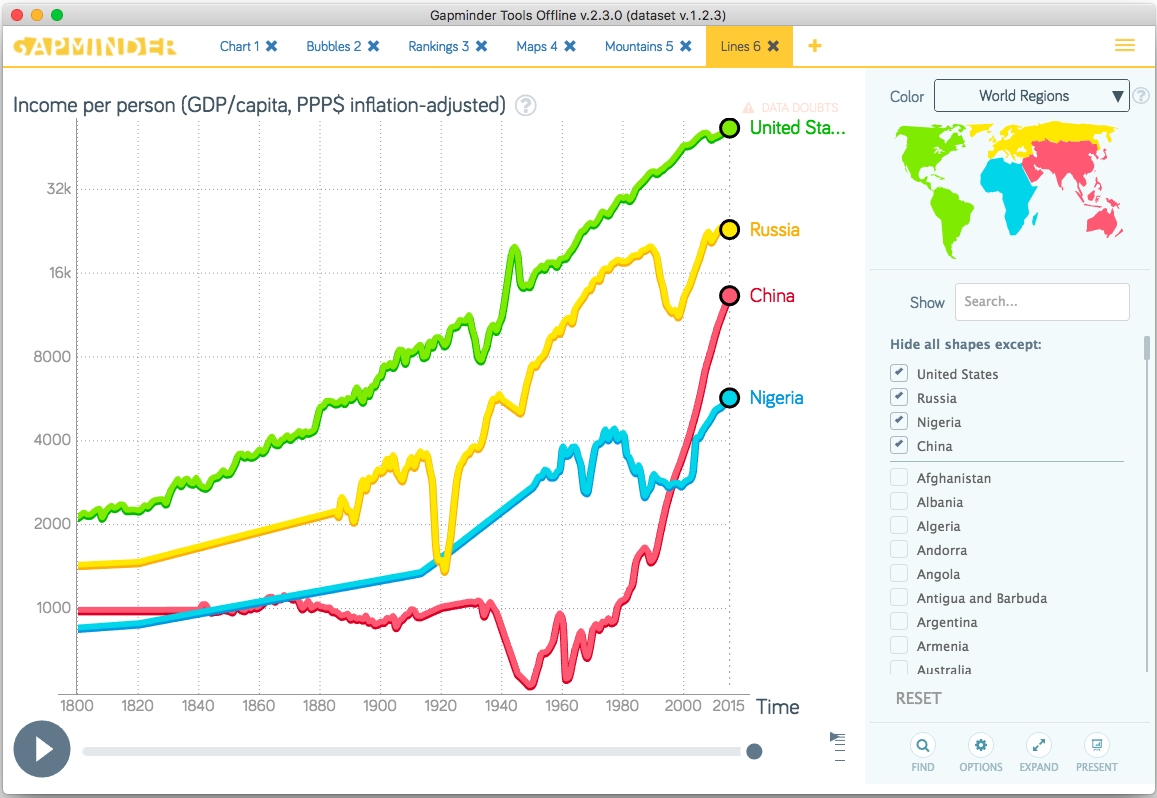 Gapminder Tools Offline v.2.3.0 (dataset v.1.2.3)
GAPMINDER
Chart 1 ✖ Bubbles 2 ✖ Rankings 3 ✖ Maps 4 ✖ Mountains 5 ✖ Lines 6 ✖ +
Income per person (GDP/capita, PPP$ inflation-adjusted) ?
DATA DOUBTS
United Sta...
32k
Russia
16k
China
8000
Nigeria
4000
2000
1000
1800 1820 1840 1860 1880 1900 1920 1940 1960 1980 2000 2015
Time
Color World Regions ▼ ?
Show Search...
Hide all shapes except:
United States
Russia
Nigeria
China
Afghanistan
Albania
Algeria
Andorra
Angola
Antigua and Barbuda
Argentina
Armenia
Australia
RESET
FIND OPTIONS EXPAND PRESENT